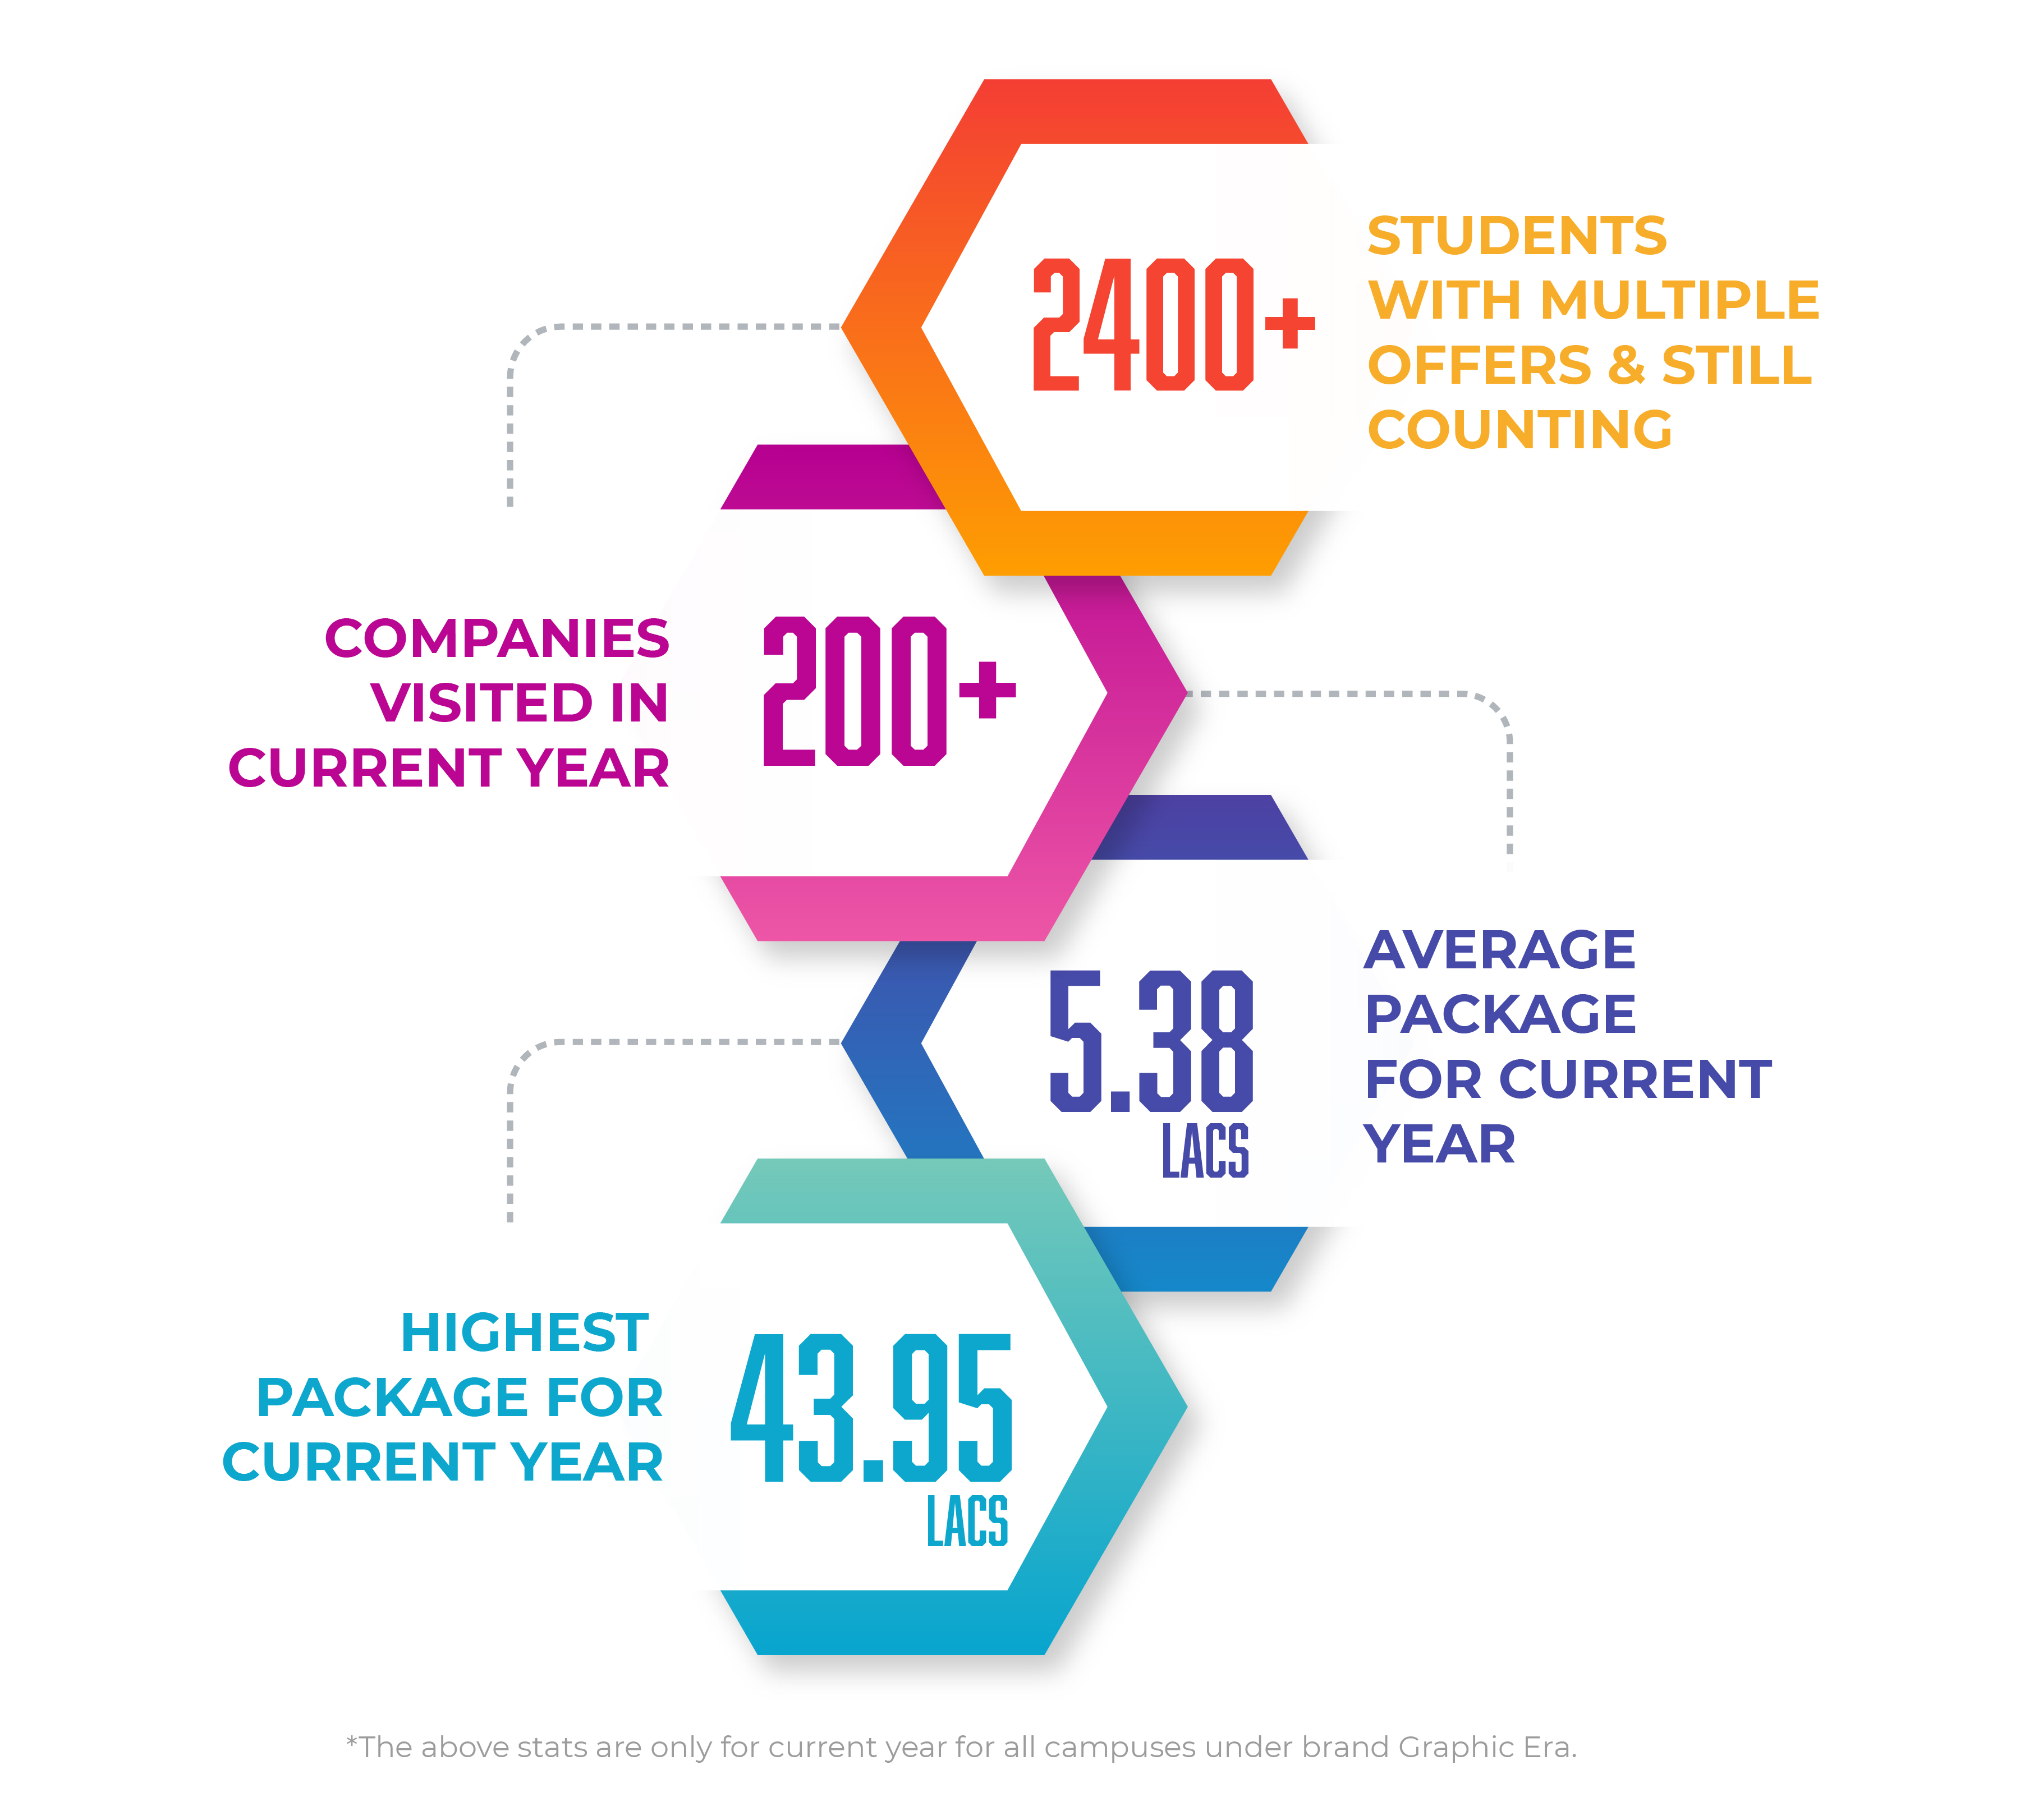 2400+
STUDENTS
WITH MULTIPLE
OFFERS & STILL
COUNTING
COMPANIES
VISITED IN
CURRENT YEAR
200+
5.38
LACS
AVERAGE
PACKAGE
FOR CURRENT
YEAR
HIGHEST
PACKAGE FOR
CURRENT YEAR
43.95
LACS
*The above stats are only for current year for all campuses under brand Graphic Era.